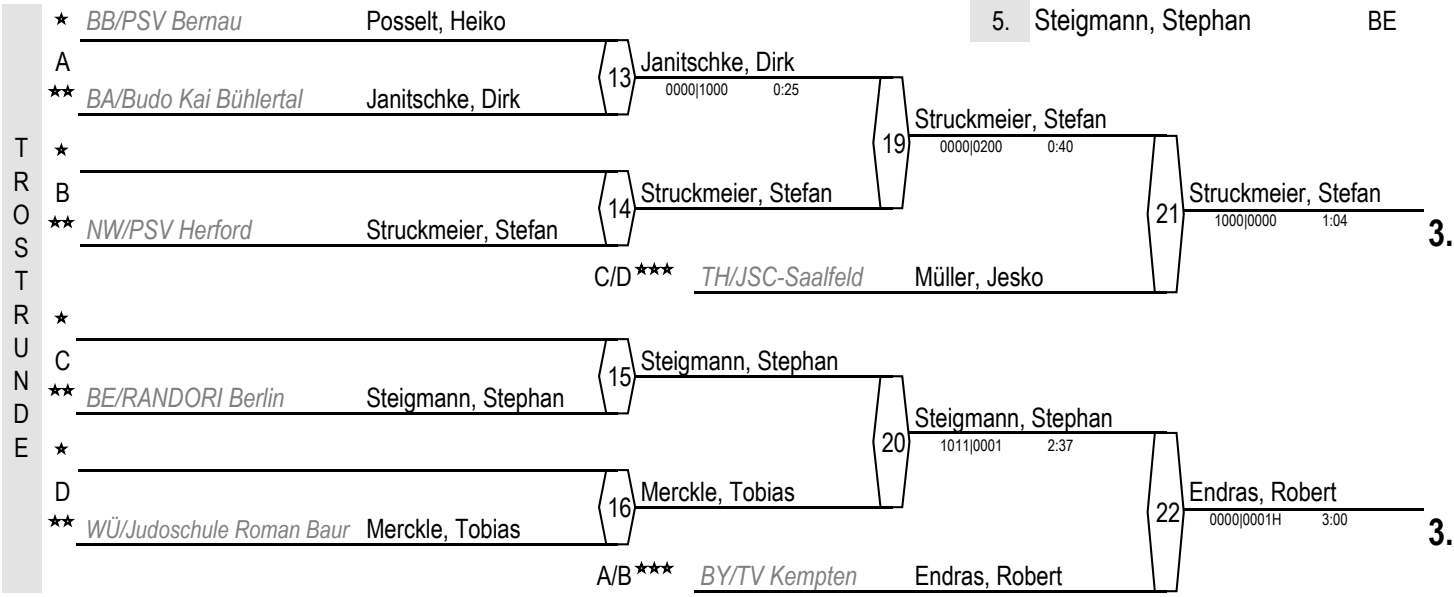 ★ BB/PSV Bernau Posselt, Heiko
5. Steigmann, Stephan BE
A
13 Janitschke, Dirk
0000|1000 0:25
★★ BA/Budo Kai Bühlertal Janitschke, Dirk
19 Struckmeier, Stefan
0000|0200 0:40
TROSTRUNDE
★
B
14 Struckmeier, Stefan
21 Struckmeier, Stefan
1000|0000 1:04
3.
★★ NW/PSV Herford Struckmeier, Stefan
C/D ★★★ TH/JSC-Saalfeld Müller, Jesko
★
C
15 Steigmann, Stephan
★★ BE/RANDORI Berlin Steigmann, Stephan
20 Steigmann, Stephan
1011|0001 2:37
★
D
16 Merckle, Tobias
22 Endras, Robert
0000|0001H 3:00
3.
★★ WÜ/Judoschule Roman Baur Merckle, Tobias
A/B ★★★ BY/TV Kempten Endras, Robert